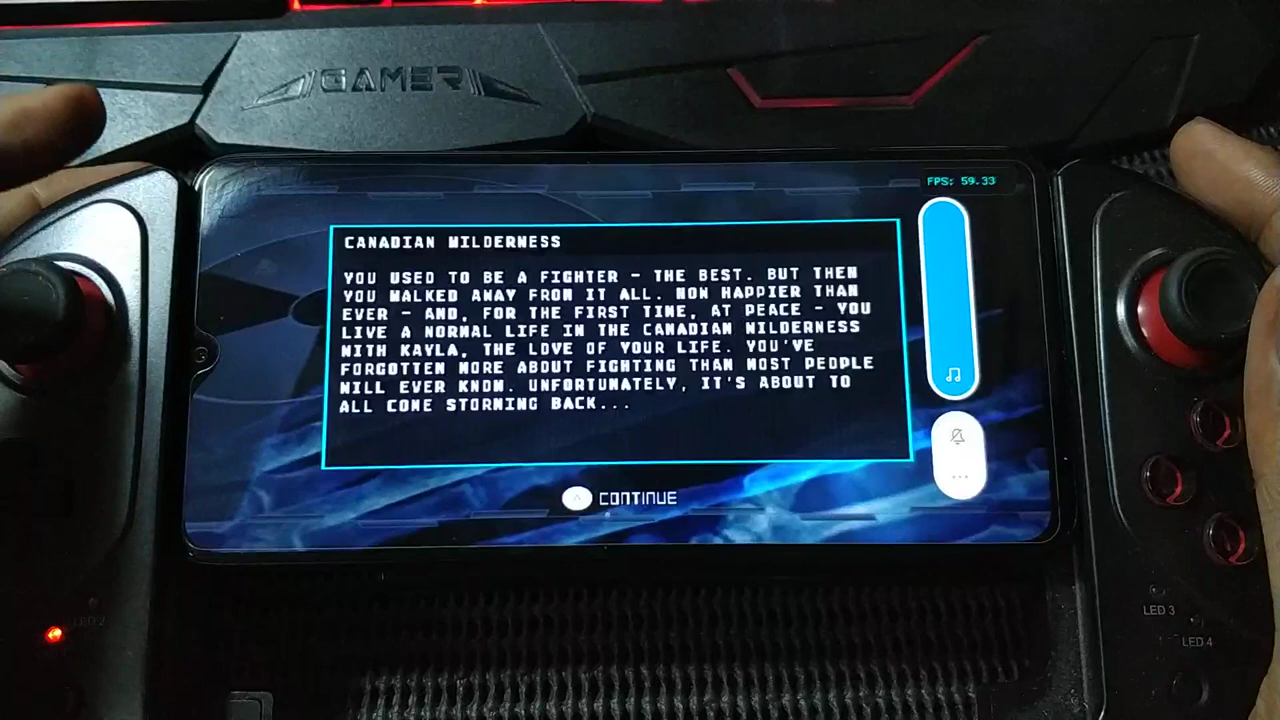 GAMER
FPS: 59.33
CANADIAN WILDERNESS
YOU USED TO BE A FIGHTER - THE BEST. BUT THEN
YOU WALKED AWAY FROM IT ALL. NOW HAPPIER THAN
EVER - AND, FOR THE FIRST TIME, AT PEACE - YOU
LIVE A NORMAL LIFE IN THE CANADIAN WILDERNESS
WITH KAYLA, THE LOVE OF YOUR LIFE. YOU'VE
FORGOTTEN MORE ABOUT FIGHTING THAN MOST PEOPLE
WILL EVER KNOW. UNFORTUNATELY, IT'S ABOUT TO
ALL COME STORMING BACK...
A CONTINUE
LED 2
LED 3
LED 4